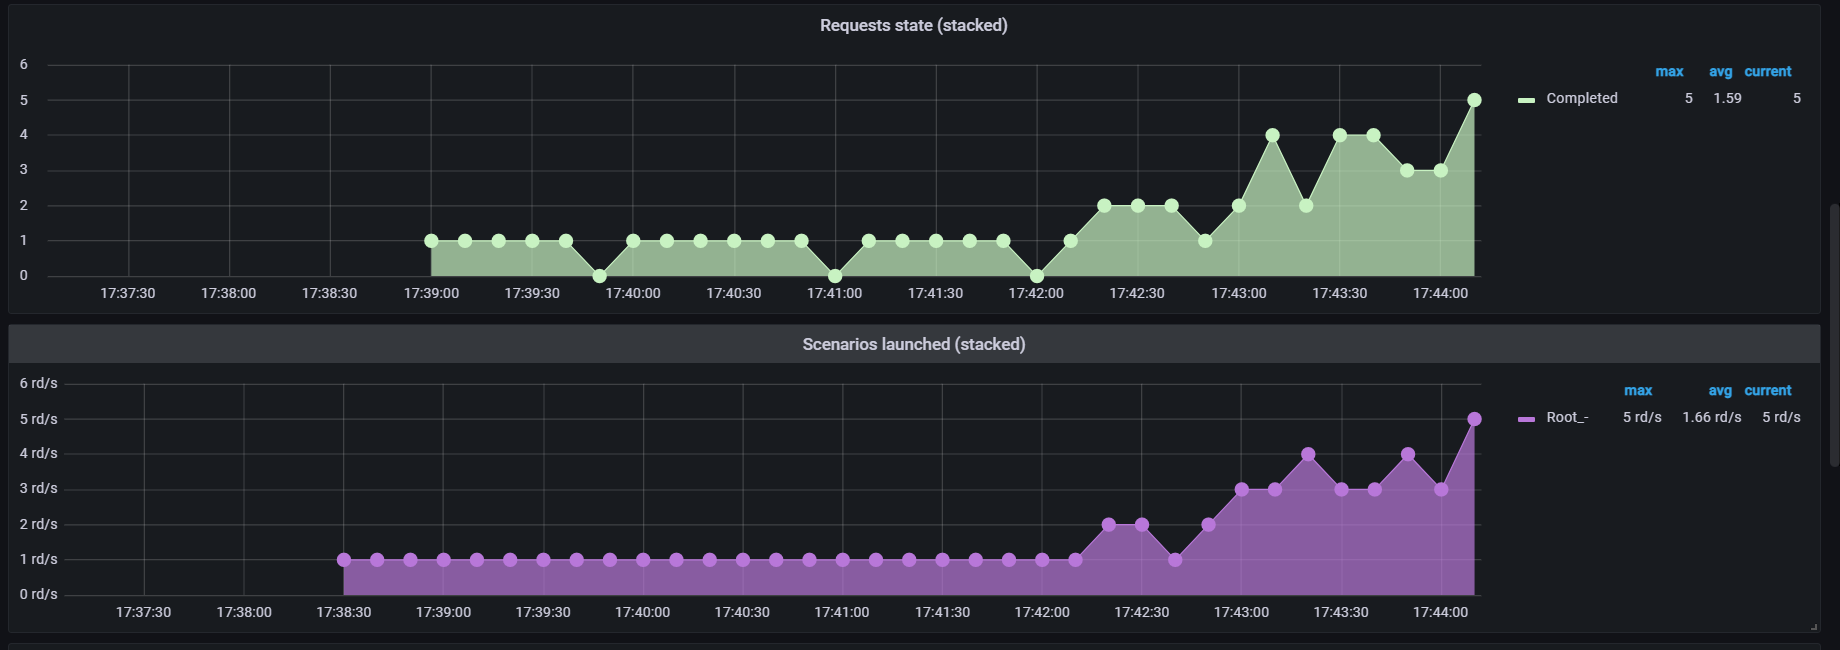 Requests state (stacked)
6
5
4
3
2
1
0
17:37:30 17:38:00 17:38:30 17:39:00 17:39:30 17:40:00 17:40:30 17:41:00 17:41:30 17:42:00 17:42:30 17:43:00 17:43:30 17:44:00
max avg current
Completed 5 1.59 5
Scenarios launched (stacked)
6 rd/s
5 rd/s
4 rd/s
3 rd/s
2 rd/s
1 rd/s
0 rd/s
17:37:30 17:38:00 17:38:30 17:39:00 17:39:30 17:40:00 17:40:30 17:41:00 17:41:30 17:42:00 17:42:30 17:43:00 17:43:30 17:44:00
max avg current
Root_- 5 rd/s 1.66 rd/s 5 rd/s